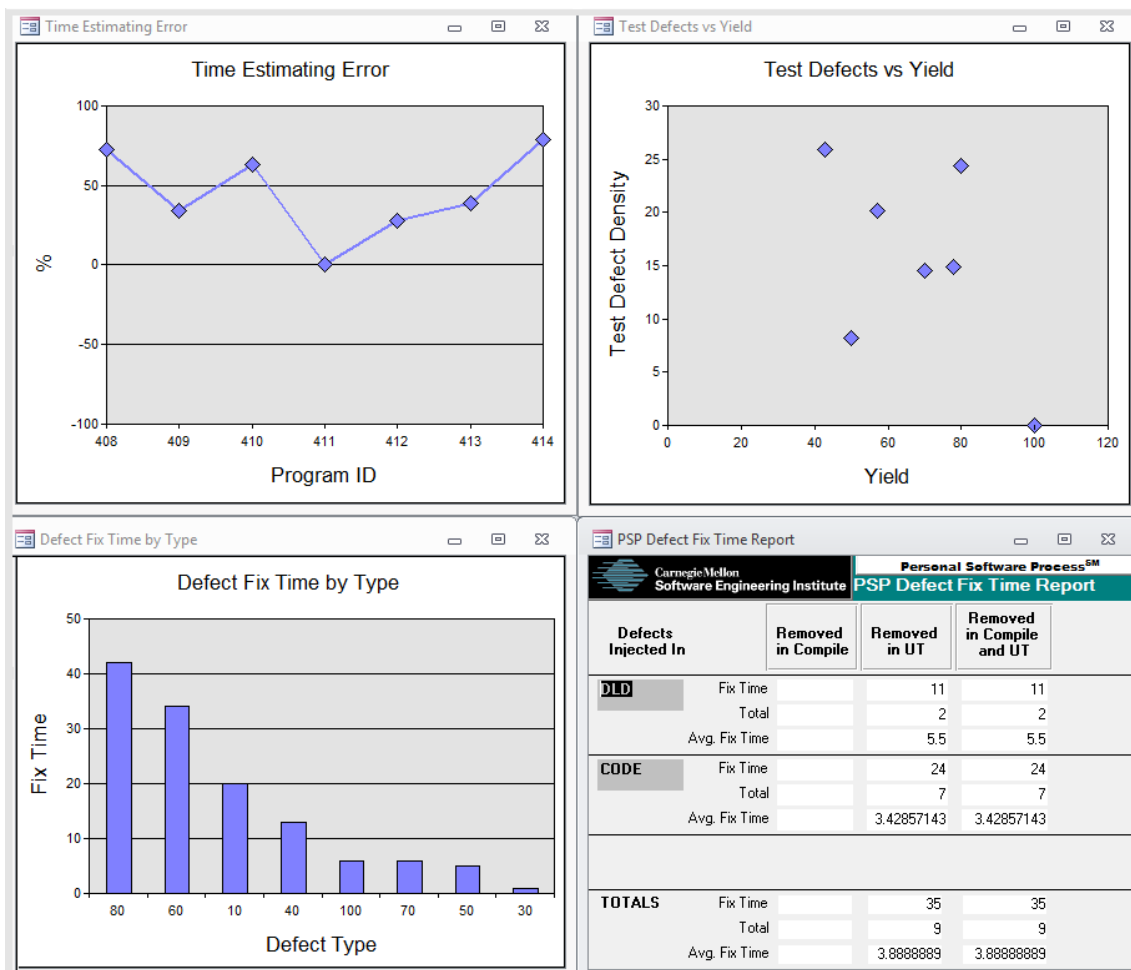 Time Estimating Error
Time Estimating Error
100
50
0
-50
-100
%
408 409 410 411 412 413 414
Program ID
Test Defects vs Yield
Test Defects vs Yield
30
25
20
15
10
5
0
Test Defect Density
0 20 40 60 80 100 120
Yield
Defect Fix Time by Type
Defect Fix Time by Type
50
40
30
20
10
0
Fix Time
80 60 10 40 100 70 50 30
Defect Type
PSP Defect Fix Time Report
Carnegie Mellon
Software Engineering Institute
Personal Software Process℠
PSP Defect Fix Time Report
Defects Injected In
Removed in Compile
Removed in UT
Removed in Compile and UT
DLD Fix Time 11 11
Total 2 2
Avg. Fix Time 5.5 5.5
CODE Fix Time 24 24
Total 7 7
Avg. Fix Time 3.42857143 3.42857143
TOTALS Fix Time 35 35
Total 9 9
Avg. Fix Time 3.8888889 3.88888889